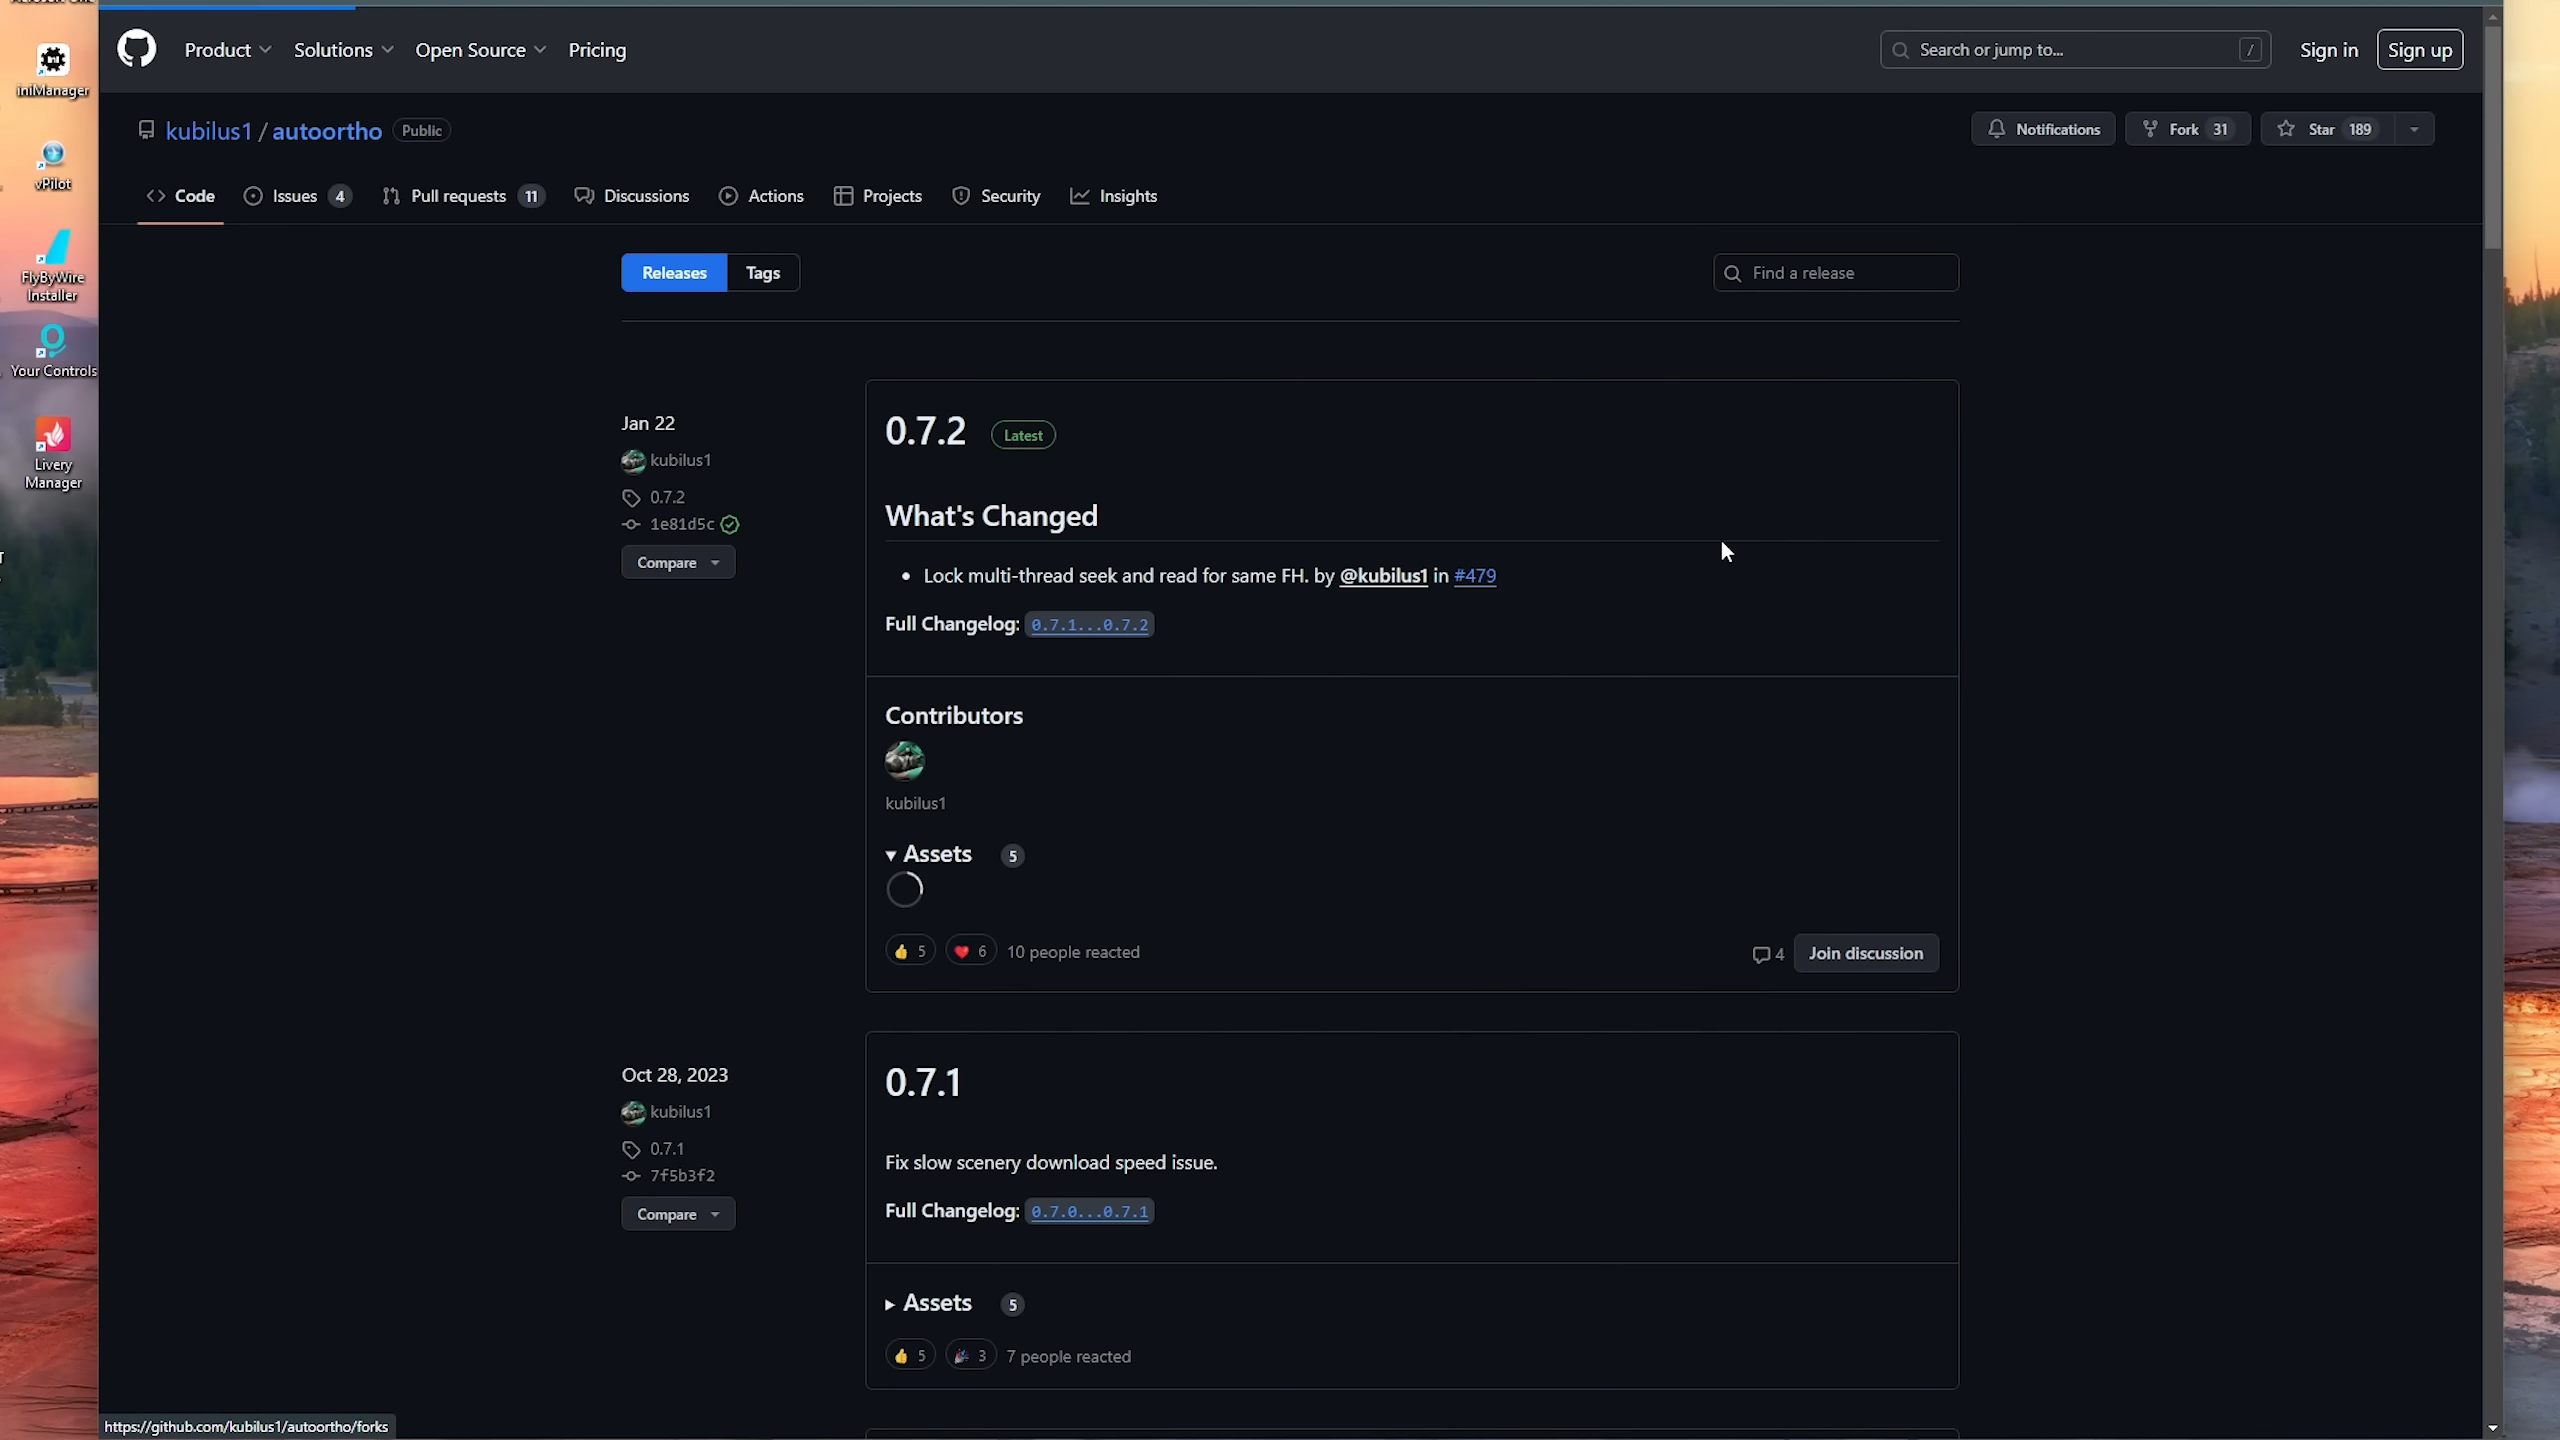 iniManager
vPilot
FlyByWire
Installer
Your Controls
Livery
Manager
Product
Solutions
Open Source
Pricing
Search or jump to...
/
Sign in
Sign up
kubilus1 / autoortho
Public
Notifications
Fork 31
Star 189
Code
Issues 4
Pull requests 11
Discussions
Actions
Projects
Security
Insights
Releases
Tags
Find a release
Jan 22
kubilus1
0.7.2
1e81d5c
Compare
0.7.2
Latest
What's Changed
• Lock multi-thread seek and read for same FH. by @kubilus1 in #479
Full Changelog: 0.7.1...0.7.2
Contributors
kubilus1
Assets 5
5
6
10 people reacted
4
Join discussion
Oct 28, 2023
kubilus1
0.7.1
7f5b3f2
Compare
0.7.1
Fix slow scenery download speed issue.
Full Changelog: 0.7.0...0.7.1
Assets 5
5
3
7 people reacted
https://github.com/kubilus1/autoortho/forks